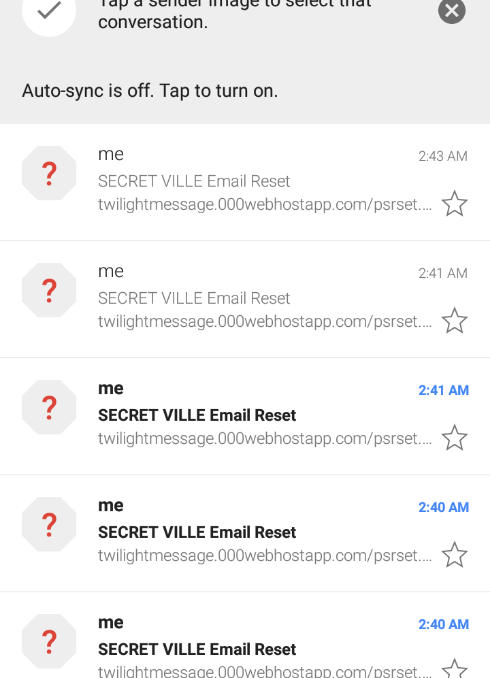 Tap a sender image to select that
conversation.
Auto-sync is off. Tap to turn on.
?
me
2:43 AM
SECRET VILLE Email Reset
twilightmessage.000webhostapp.com/psrset....
?
me
2:41 AM
SECRET VILLE Email Reset
twilightmessage.000webhostapp.com/psrset....
?
me
2:41 AM
SECRET VILLE Email Reset
twilightmessage.000webhostapp.com/psrset....
?
me
2:40 AM
SECRET VILLE Email Reset
twilightmessage.000webhostapp.com/psrset....
?
me
2:40 AM
SECRET VILLE Email Reset
twilightmessage.000webhostapp.com/psrset....